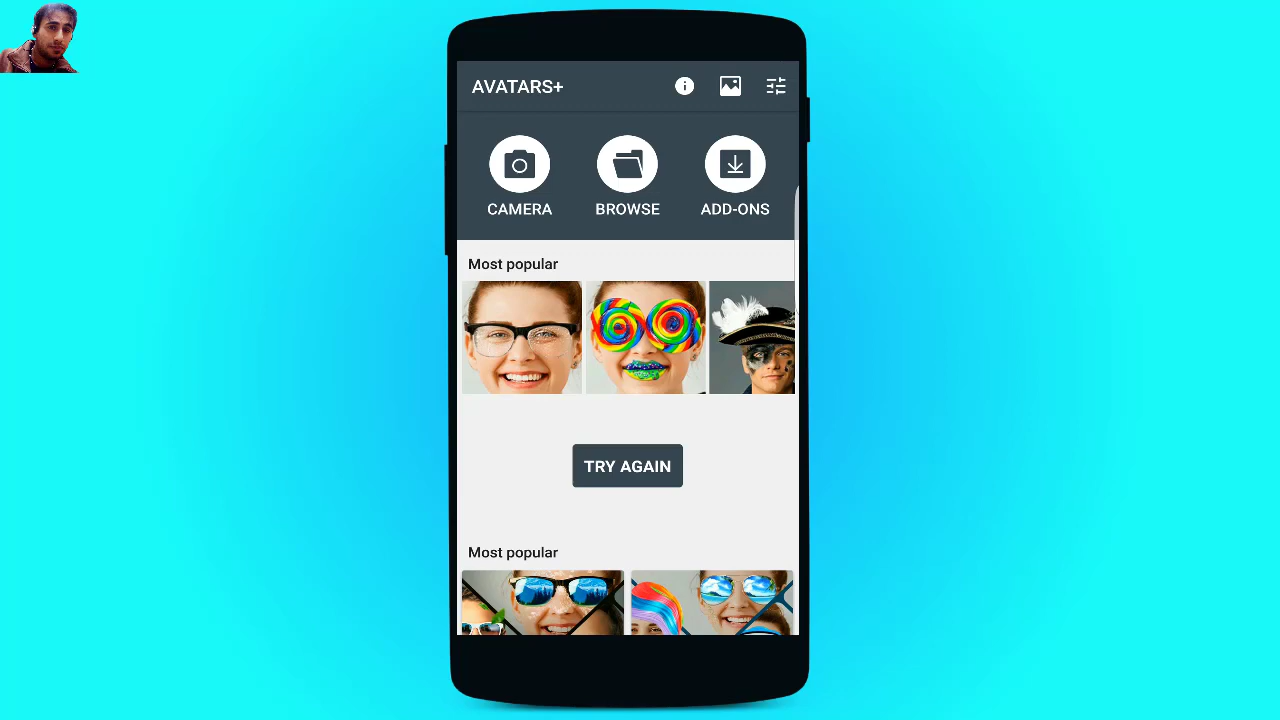 AVATARS+
CAMERA BROWSE ADD-ONS
Most popular
TRY AGAIN
Most popular